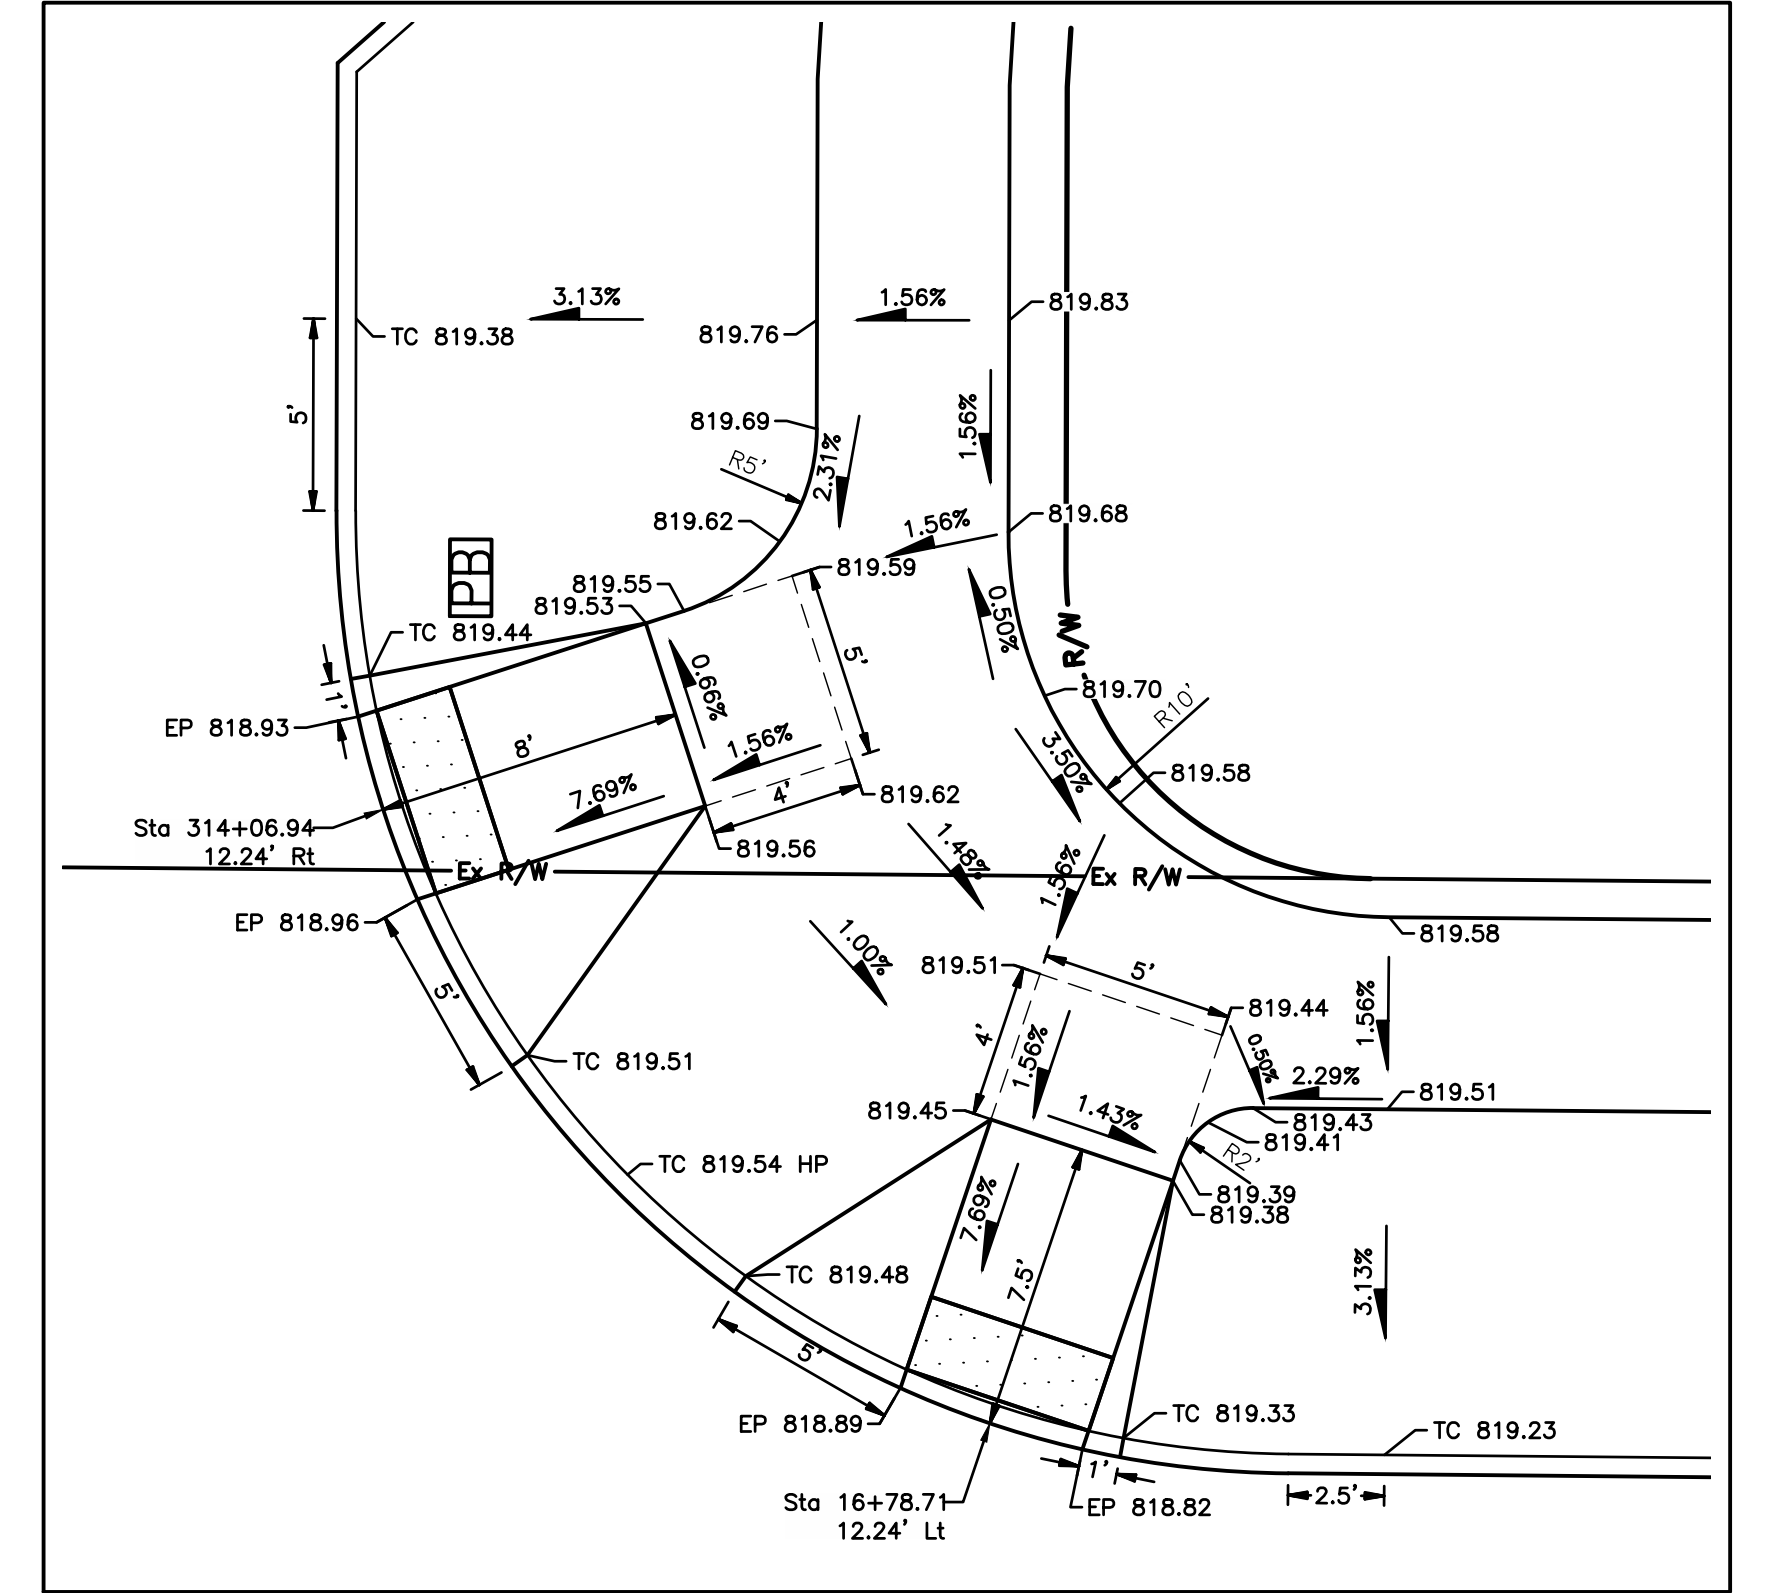 3.13%
1.56%
819.83
819.76
TC 819.38
5'
819.69
1.56%
2.31%
R5'
819.62
1.56%
819.68
819.59
PB
819.55
819.53
0.50%
TC 819.44
R/W
5'
0.66%
819.70
R10'
1'
EP 818.93
8'
1.56%
3.50%
819.58
7.69%
4'
819.62
Sta 314+06.94
12.24' Rt
819.56
1.48%
1.56%
Ex R/W
Ex R/W
EP 818.96
819.58
1.00%
819.51
5'
5'
819.44
1.56%
4'
1.56%
0.50%
2.29%
TC 819.51
819.51
819.45
1.43%
819.43
819.41
R2'
TC 819.54 HP
819.39
819.38
7.69%
TC 819.48
7.5'
3.13%
5'
EP 818.89
TC 819.33
TC 819.23
1'
Sta 16+78.71
12.24' Lt
EP 818.82
2.5'